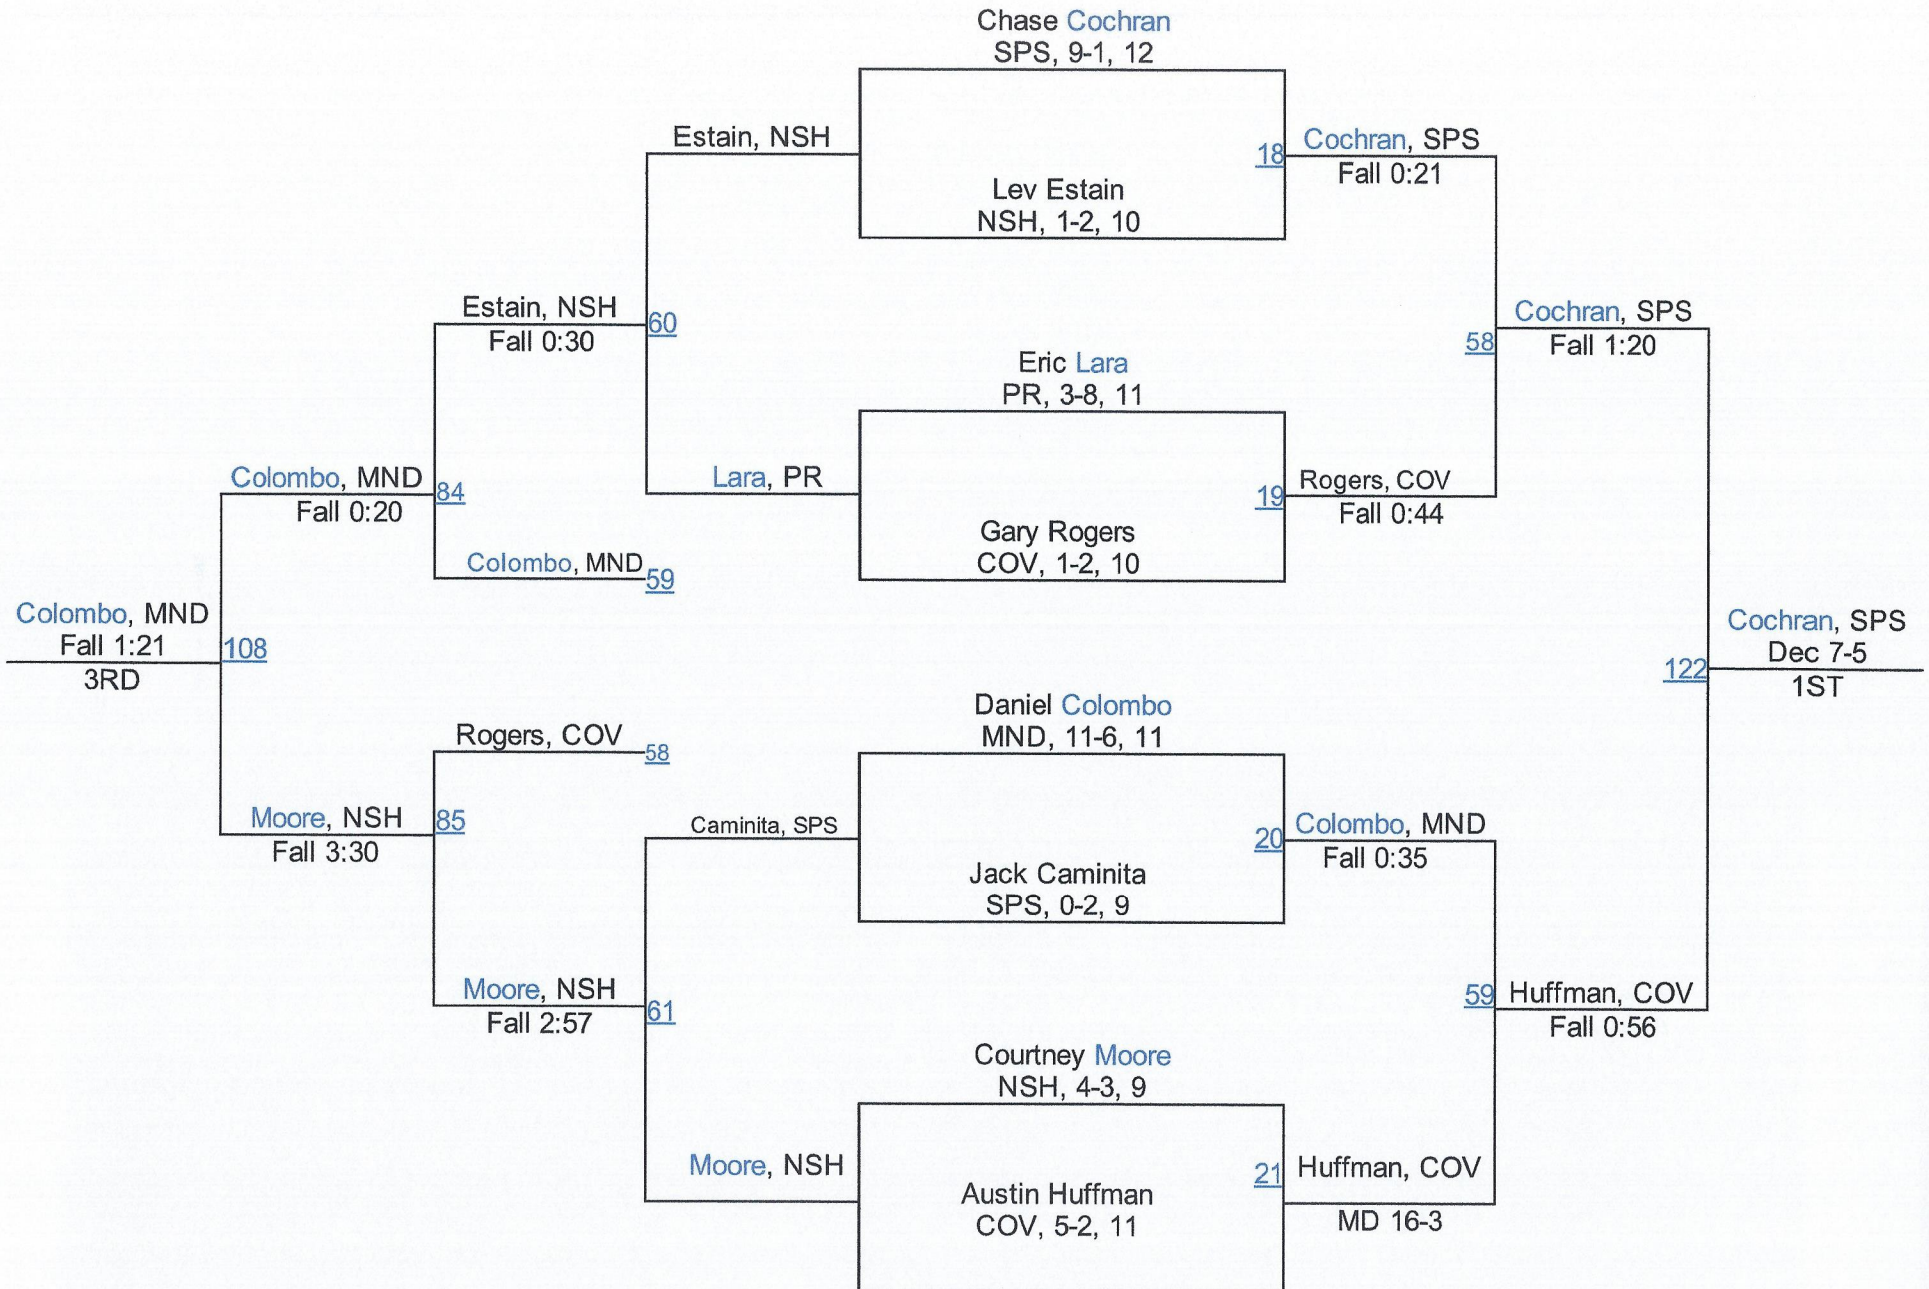 Chase Cochran
SPS, 9-1, 12
Estain, NSH
18
Cochran, SPS
Fall 0:21
Lev Estain
NSH, 1-2, 10
Estain, NSH
Fall 0:30
60
58
Cochran, SPS
Fall 1:20
Eric Lara
PR, 3-8, 11
Colombo, MND
Fall 0:20
84
Lara, PR
19
Rogers, COV
Fall 0:44
Gary Rogers
COV, 1-2, 10
Colombo, MND
59
Colombo, MND
Fall 1:21
3RD
108
122
Cochran, SPS
Dec 7-5
1ST
Daniel Colombo
MND, 11-6, 11
Rogers, COV
58
Moore, NSH
Fall 3:30
85
Caminita, SPS
20
Colombo, MND
Fall 0:35
Jack Caminita
SPS, 0-2, 9
Moore, NSH
Fall 2:57
61
59
Huffman, COV
Fall 0:56
Courtney Moore
NSH, 4-3, 9
Moore, NSH
21
Huffman, COV
MD 16-3
Austin Huffman
COV, 5-2, 11